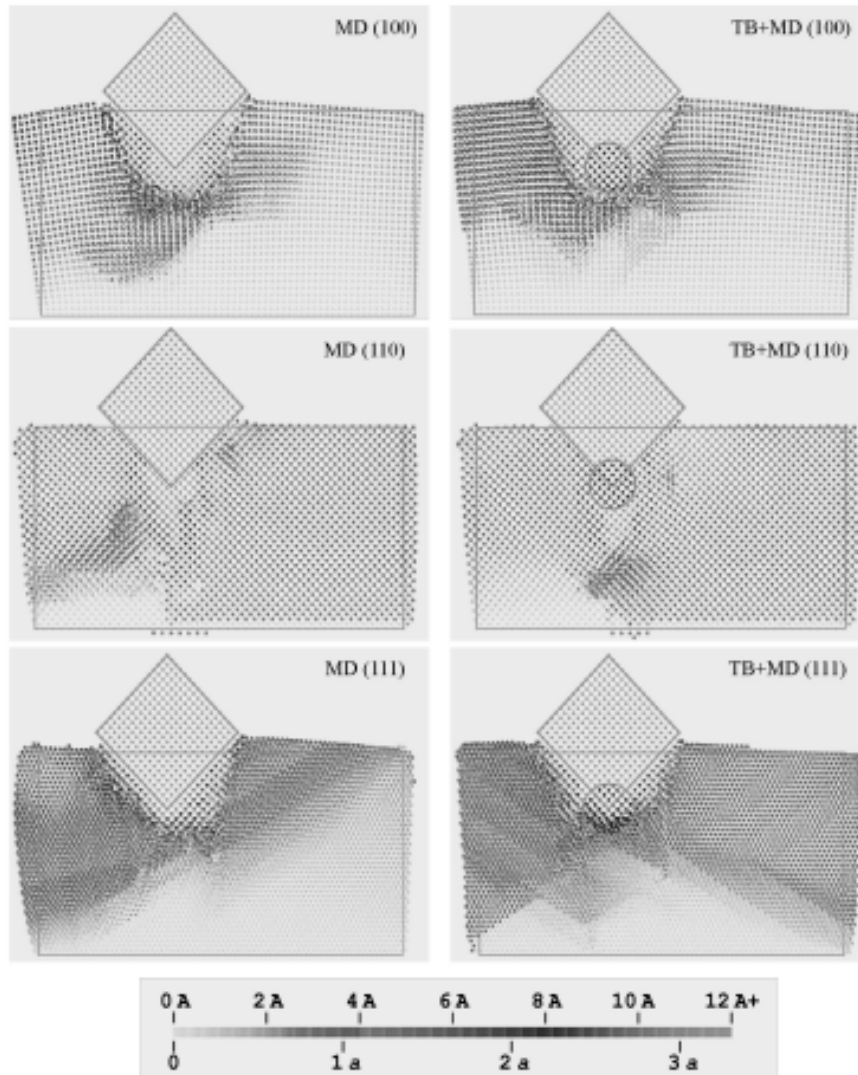 MD (100)
TB+MD (100)
MD (110)
TB+MD (110)
MD (111)
TB+MD (111)
0 A 2 A 4 A 6 A 8 A 10 A 12 A+
0 1 a 2 a 3 a